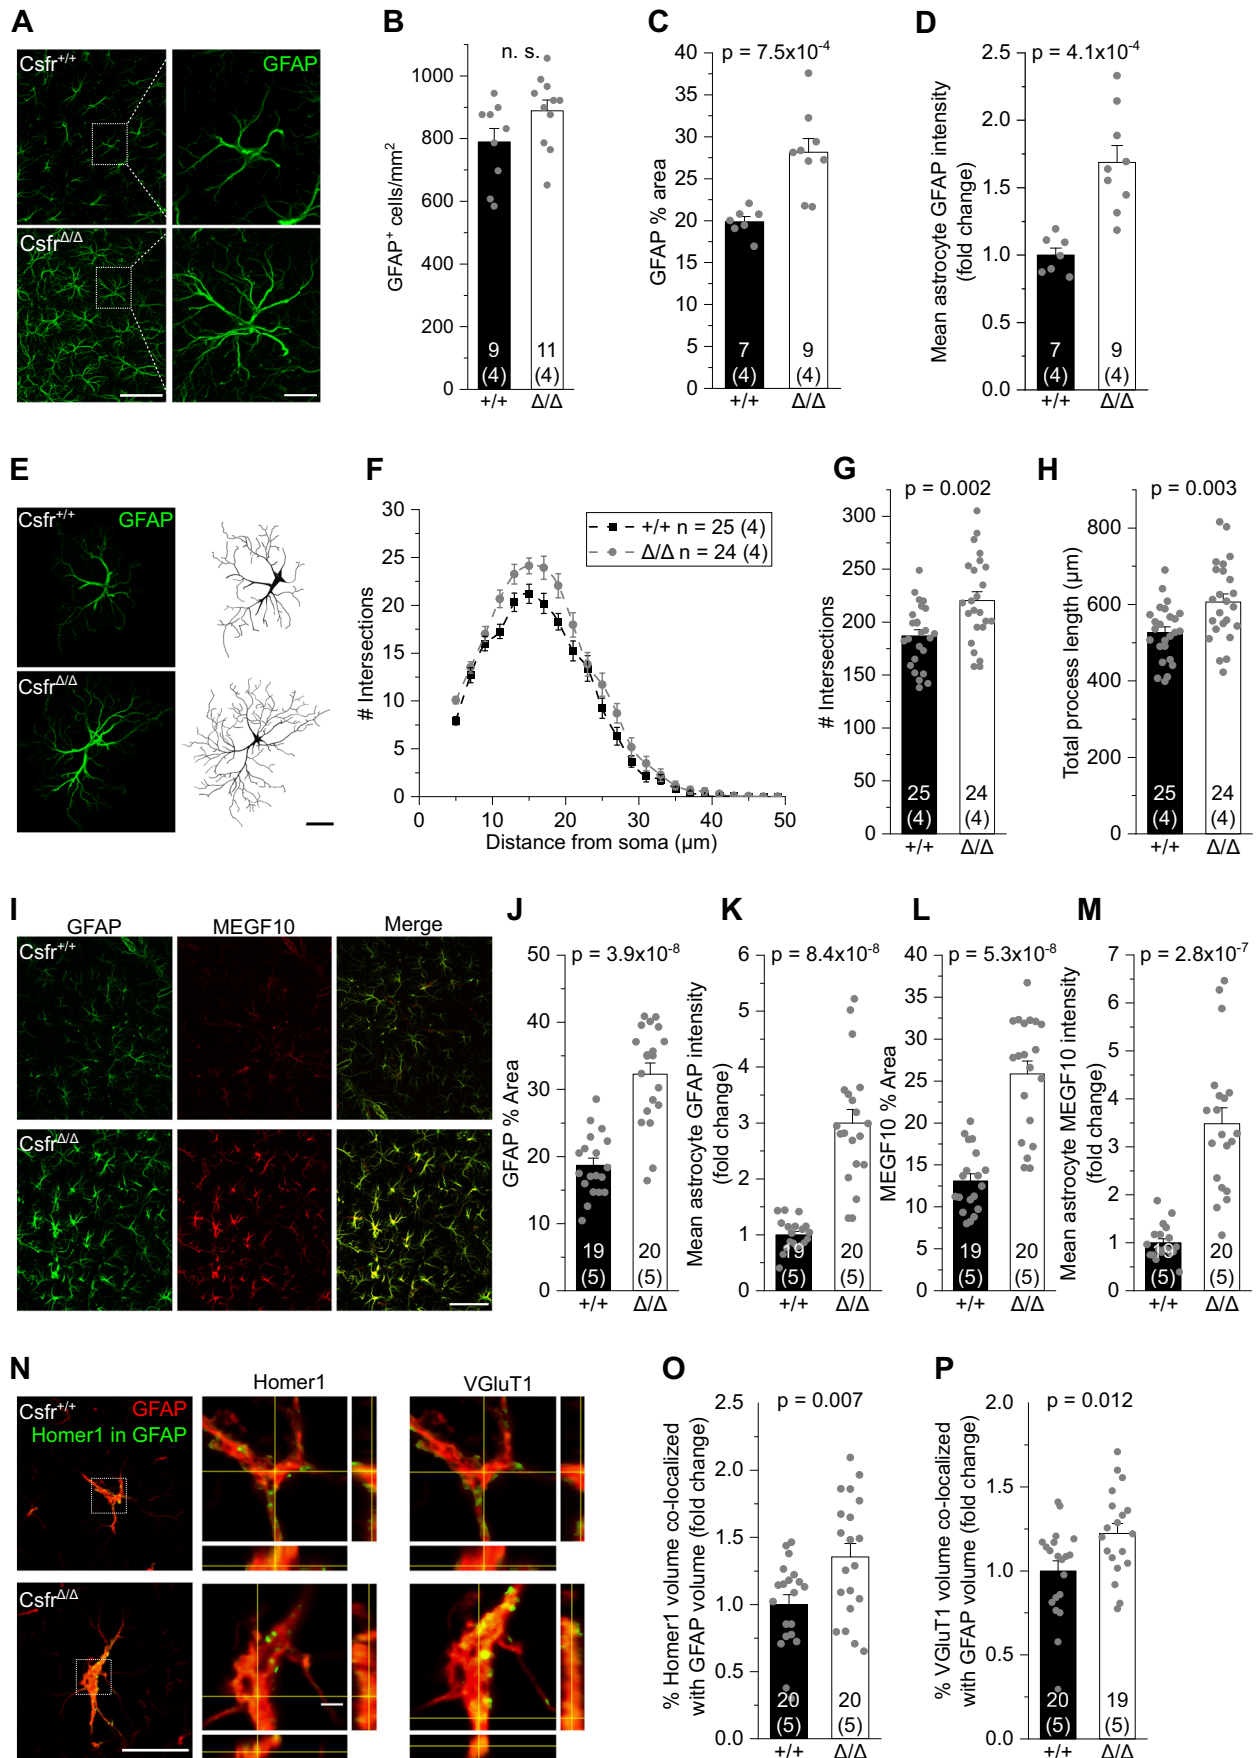 A
Csfr+/+
GFAP
CsfrΔ/Δ
B
n. s.
GFAP+ cells/mm2
1000
800
600
400
200
0
9
(4)
11
(4)
+/+
Δ/Δ
C
p = 7.5x10-4
GFAP % area
40
35
30
25
20
15
10
5
0
7
(4)
9
(4)
+/+
Δ/Δ
D
p = 4.1x10-4
Mean astrocyte GFAP intensity
(fold change)
2.5
2.0
1.5
1.0
0.5
0.0
7
(4)
9
(4)
+/+
Δ/Δ
E
Csfr+/+
GFAP
CsfrΔ/Δ
F
# Intersections
30
25
20
15
10
5
0
+/+ n = 25 (4)
Δ/Δ n = 24 (4)
0
10
20
30
40
50
Distance from soma (µm)
G
p = 0.002
# Intersections
300
250
200
150
100
50
0
25
(4)
24
(4)
+/+
Δ/Δ
H
p = 0.003
Total process length (µm)
800
600
400
200
0
25
(4)
24
(4)
+/+
Δ/Δ
I
GFAP
MEGF10
Merge
Csfr+/+
CsfrΔ/Δ
J
p = 3.9x10-8
GFAP % Area
50
40
30
20
10
0
19
(5)
20
(5)
+/+
Δ/Δ
K
p = 8.4x10-8
Mean astrocyte GFAP intensity
(fold change)
6
5
4
3
2
1
0
19
(5)
20
(5)
+/+
Δ/Δ
L
p = 5.3x10-8
MEGF10 % Area
40
35
30
25
20
15
10
5
0
19
(5)
20
(5)
+/+
Δ/Δ
M
p = 2.8x10-7
Mean astrocyte MEGF10 intensity
(fold change)
7
6
5
4
3
2
1
0
19
(5)
20
(5)
+/+
Δ/Δ
N
Homer1
VGluT1
Csfr+/+
GFAP
Homer1 in GFAP
CsfrΔ/Δ
O
p = 0.007
% Homer1 volume co-localized
with GFAP volume (fold change)
2.5
2.0
1.5
1.0
0.5
0.0
20
(5)
20
(5)
+/+
Δ/Δ
P
p = 0.012
% VGluT1 volume co-localized
with GFAP volume (fold change)
2.0
1.5
1.0
0.5
0.0
20
(5)
19
(5)
+/+
Δ/Δ